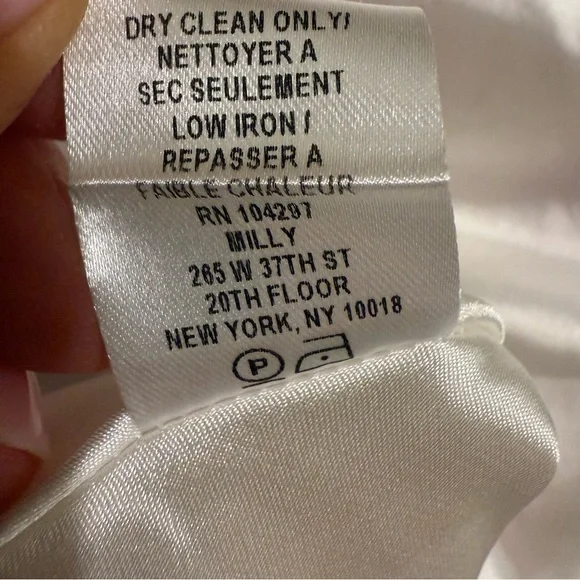 DRY CLEAN ONLY/
NETTOYER A
SEC SEULEMENT
LOW IRON /
REPASSER A
FAIBLE CHALEUR
RN 104297
MILLY
265 W 37TH ST
20TH FLOOR
NEW YORK, NY 10018
P